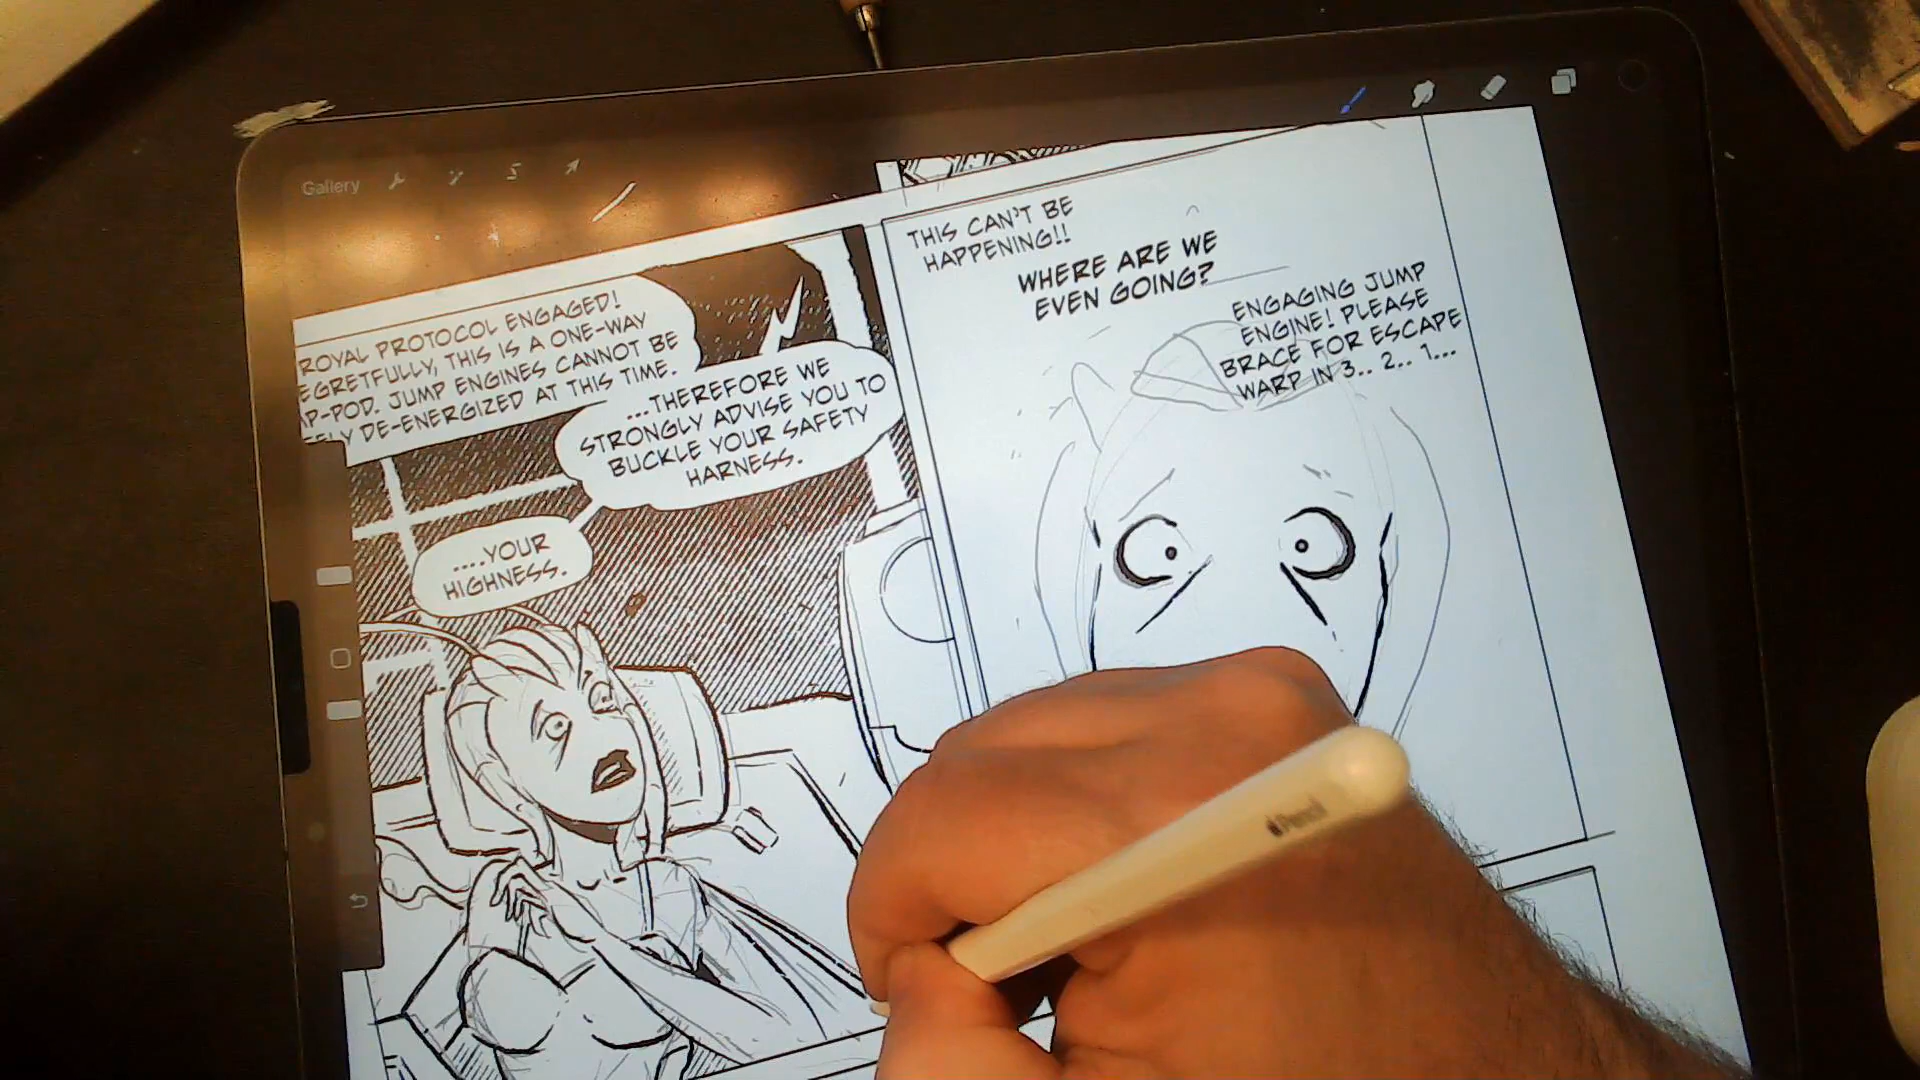 Gallery
ROYAL PROTOCOL ENGAGED!
EGRETFULLY, THIS IS A ONE-WAY
P-POD. JUMP ENGINES CANNOT BE
ELY DE-ENERGIZED AT THIS TIME.
...THEREFORE WE
STRONGLY ADVISE YOU TO
BUCKLE YOUR SAFETY
HARNESS.
....YOUR
HIGHNESS.
THIS CAN'T BE
HAPPENING!!
WHERE ARE WE
EVEN GOING?
ENGAGING JUMP
ENGINE! PLEASE
BRACE FOR ESCAPE
WARP IN 3.. 2.. 1...
Pencil